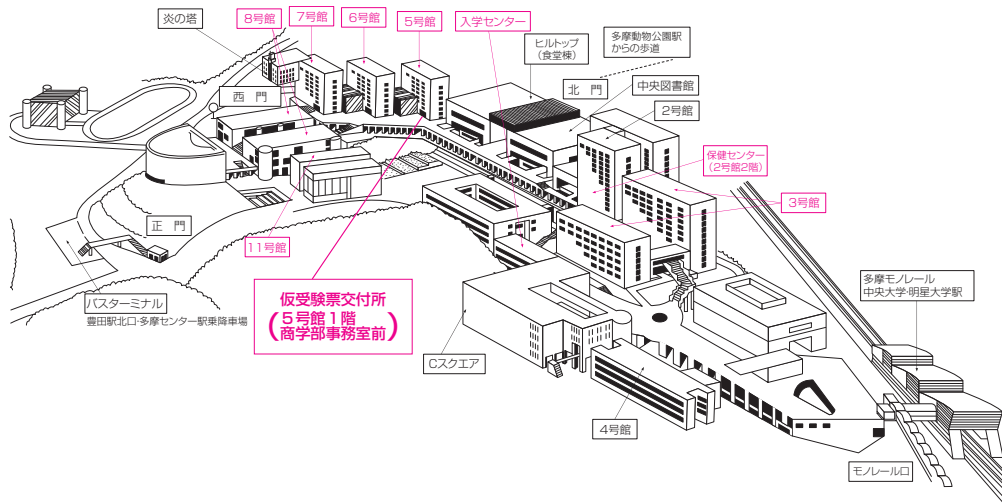 炎の塔
8号館
7号館
6号館
5号館
入学センター
ヒルトップ
(食堂棟)
多摩動物公園駅
からの歩道
北 門
中央図書館
2号館
西 門
保健センター
(2号館2階)
3号館
正 門
11号館
バスターミナル
豊田駅北口・多摩センター駅乗降車場
仮受験票交付所
(5号館1階
商学部事務室前)
Cスクエア
4号館
多摩モノレール
中央大学・明星大学駅
モノレール口